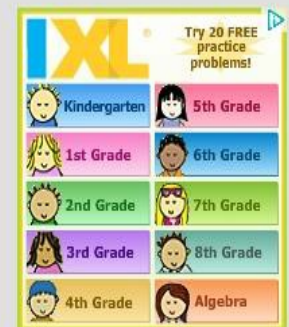 IXL
Try 20 FREE
practice
problems!
Kindergarten
5th Grade
1st Grade
6th Grade
2nd Grade
7th Grade
3rd Grade
8th Grade
4th Grade
Algebra